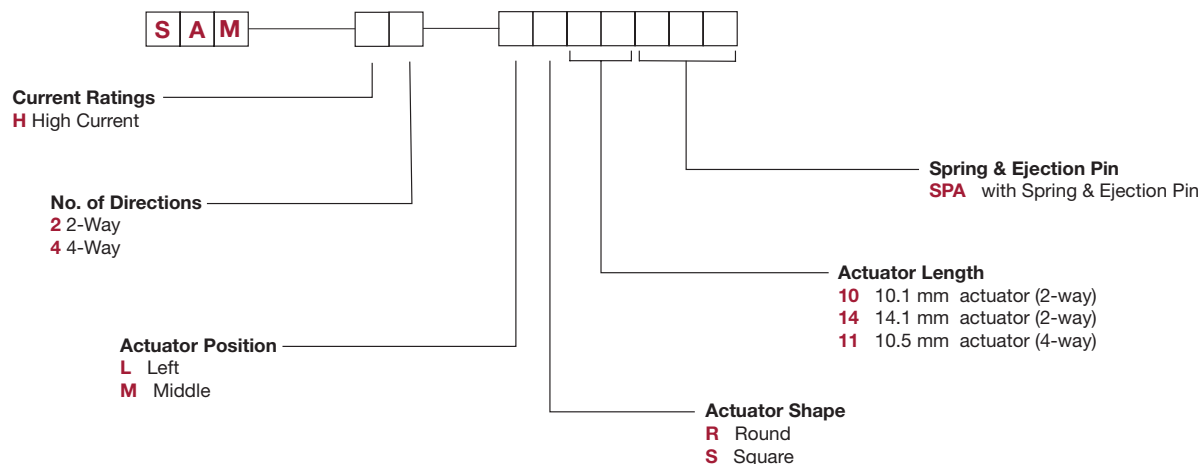 S A M
Current Ratings
H High Current
Spring & Ejection Pin
SPA with Spring & Ejection Pin
No. of Directions
2 2-Way
4 4-Way
Actuator Length
10 10.1 mm actuator (2-way)
14 14.1 mm actuator (2-way)
11 10.5 mm actuator (4-way)
Actuator Position
L Left
M Middle
Actuator Shape
R Round
S Square